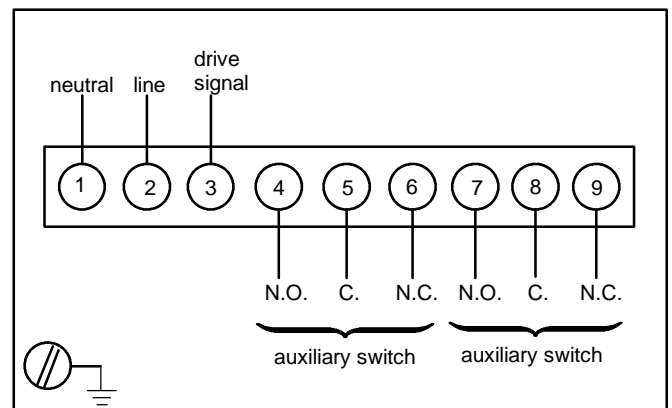 drive
neutral line signal
1 2 3 4 5 6 7 8 9
N.O. C. N.C. N.O. C. N.C.
auxiliary switch auxiliary switch